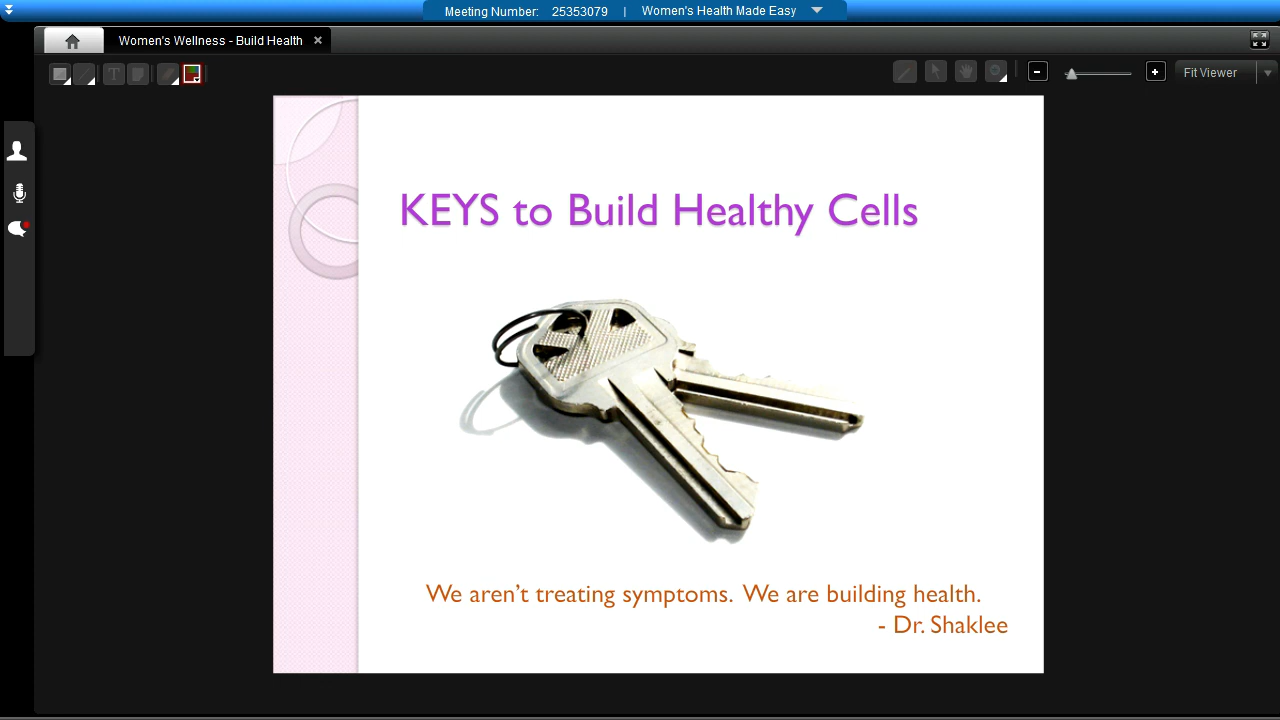 Meeting Number: 25353079 | Women's Health Made Easy
Women's Wellness - Build Health
T
Fit Viewer
KEYS to Build Healthy Cells
We aren't treating symptoms. We are building health.
- Dr. Shaklee